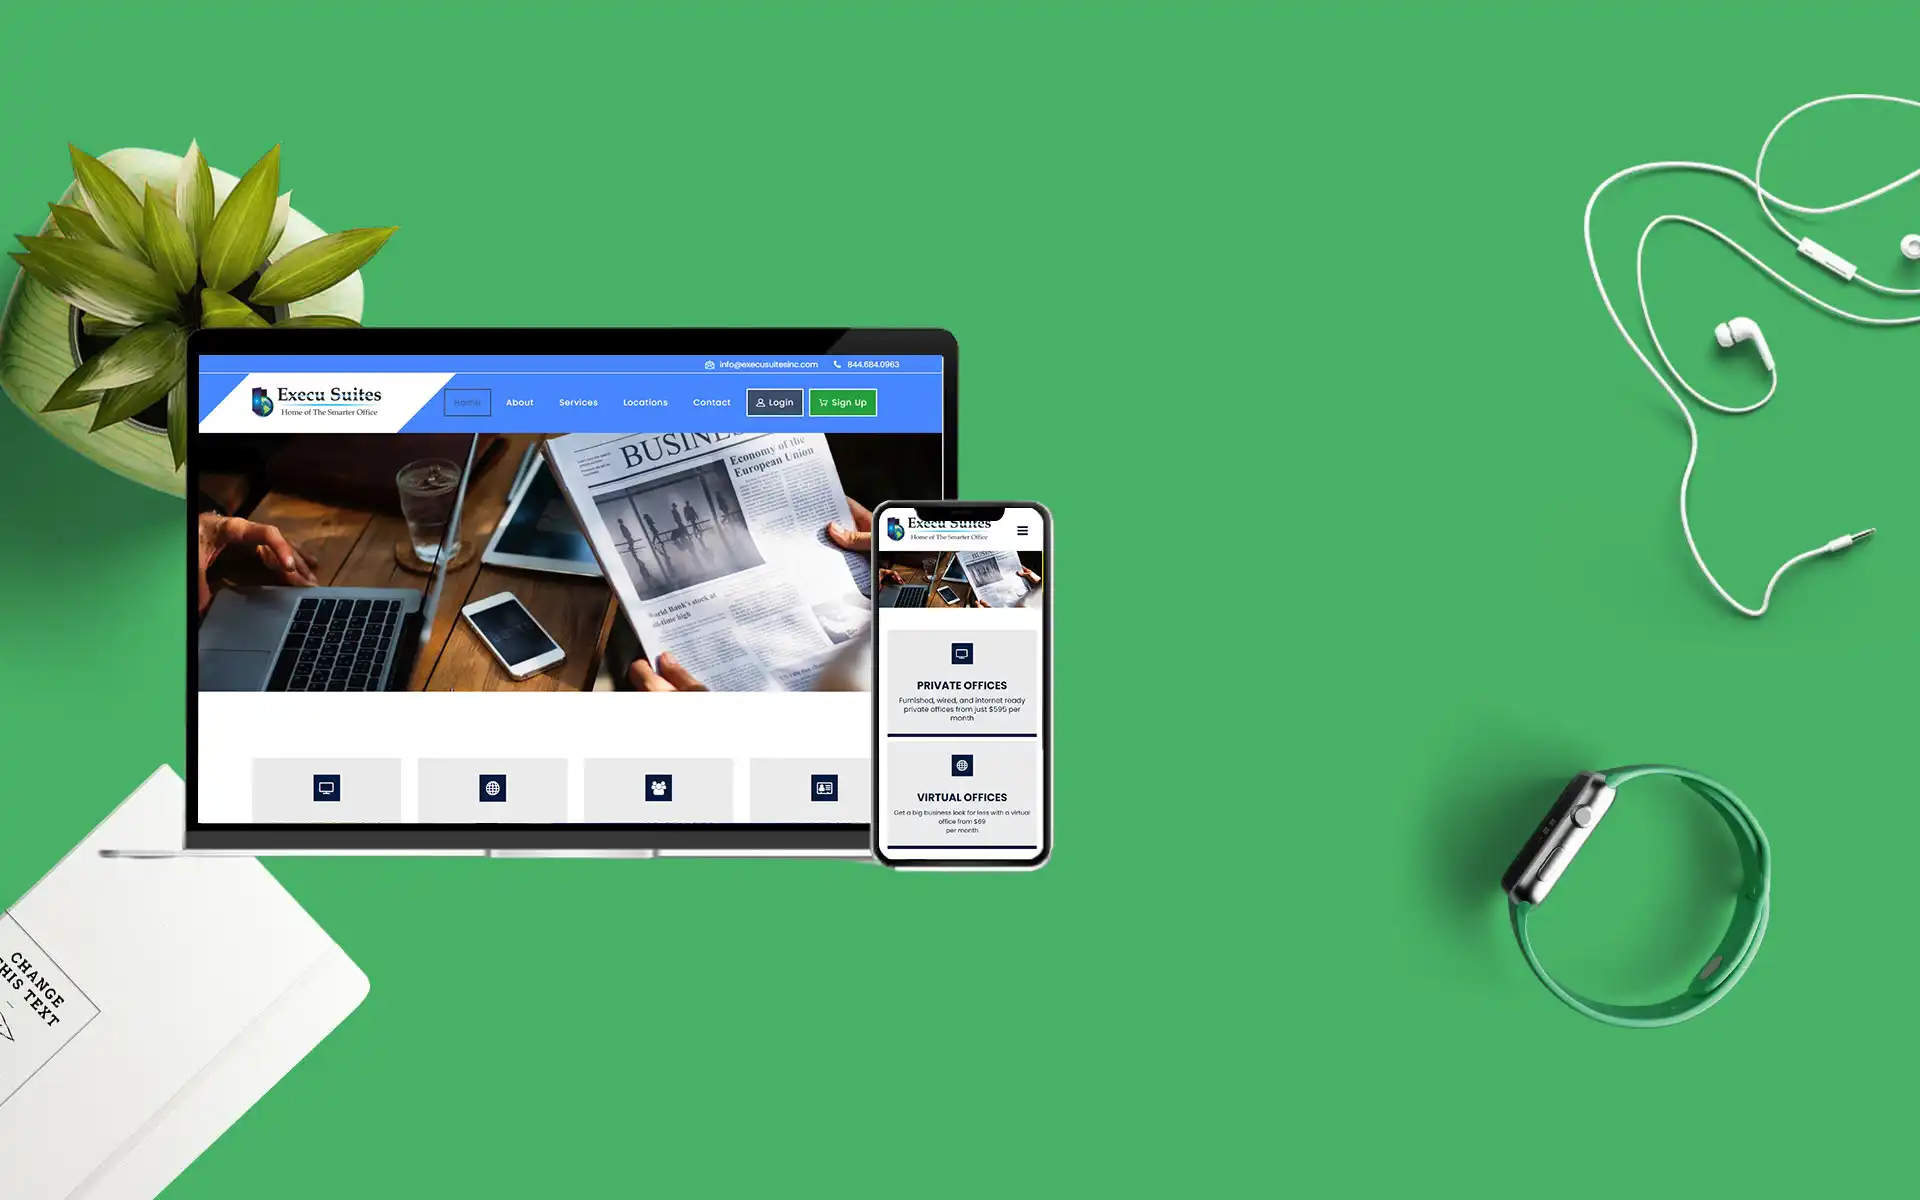 info@execusuitesinc.com 844.684.0963
Execu Suites
Home of The Smarter Office
Home About Services Locations Contact Login Sign Up
BUSINE
Economy of the
European Union
World Bank's stock at
all-time high
Execu Suites
Home of The Smarter Office
PRIVATE OFFICES
Furnished, wired, and internet ready
private offices from just $595 per
month
VIRTUAL OFFICES
Get a big business look for less with a virtual
office from $69
per month
CHANGE
THIS TEXT